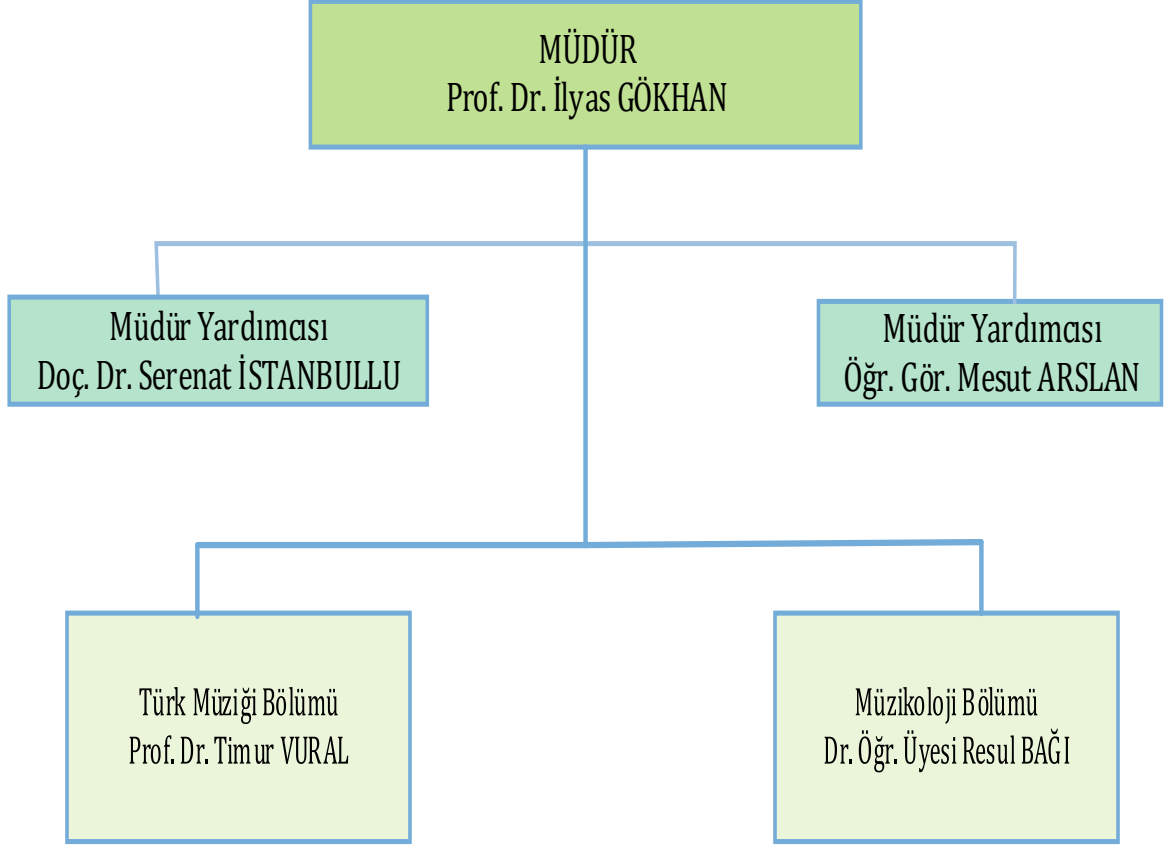 MÜDÜR
Prof. Dr. İlyas GÖKHAN
Müdür Yardımcısı
Doç. Dr. Serenat İSTANBULLU
Müdür Yardımcısı
Öğr. Gör. Mesut ARSLAN
Türk Müziği Bölümü
Prof. Dr. Timur VURAL
Müzikoloji Bölümü
Dr. Öğr. Üyesi Resul BAĞI